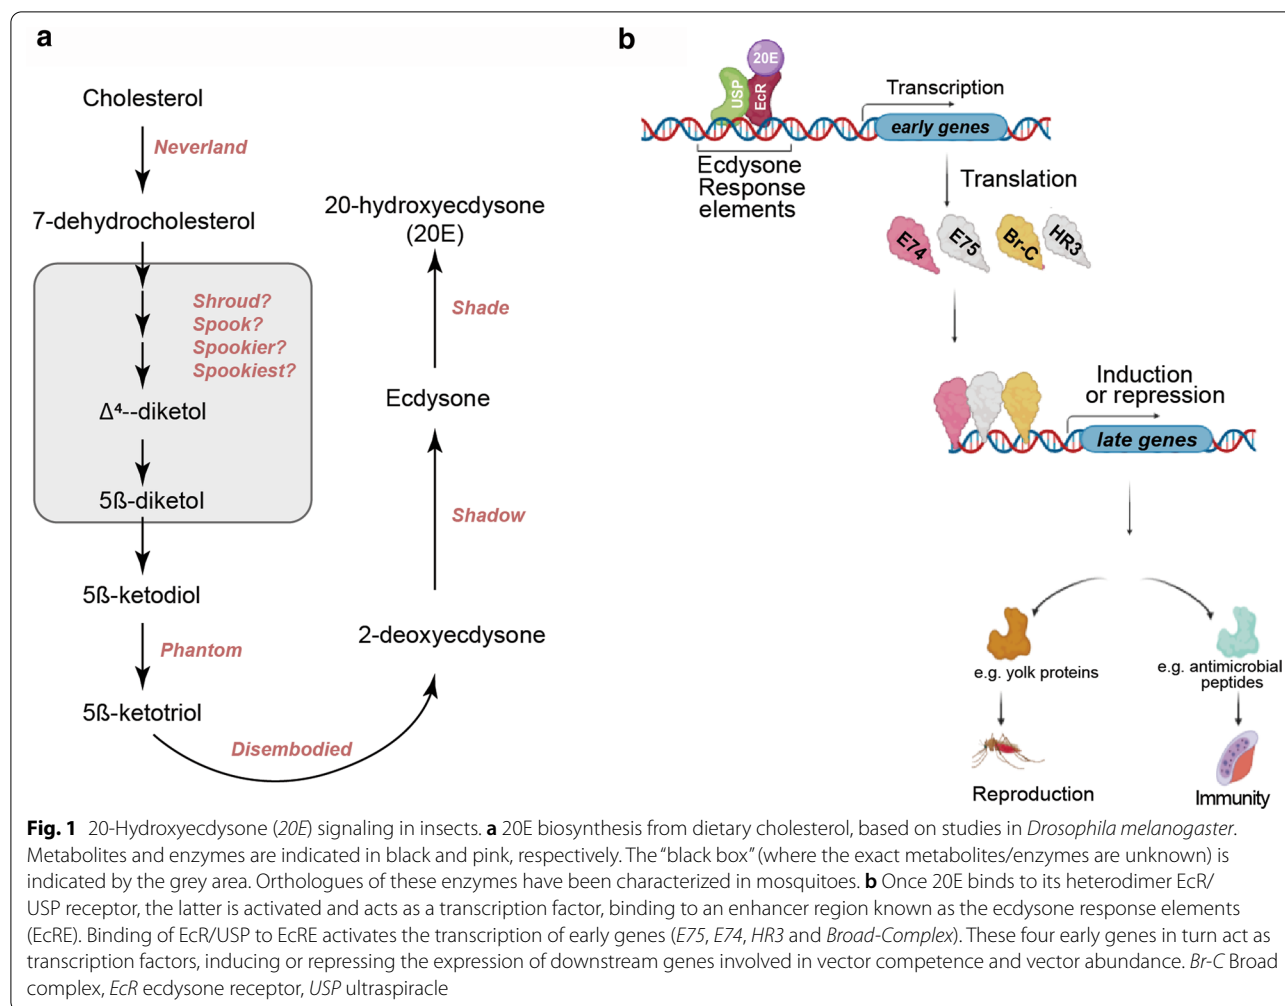 a
Cholesterol
Neverland
7-dehydrocholesterol
Shroud?
Spook?
Spookier?
Spookiest?
Δ⁴--diketol
5ß-diketol
5ß-ketodiol
Phantom
5ß-ketotriol
Disembodied
2-deoxyecdysone
Shadow
Ecdysone
Shade
20-hydroxyecdysone
(20E)
b
20E
USP
EcR
Transcription
early genes
Ecdysone
Response
elements
Translation
E74
E75
Br-C
HR3
Induction
or repression
late genes
e.g. yolk proteins
e.g. antimicrobial
peptides
Reproduction
Immunity
Fig. 1 20-Hydroxyecdysone (20E) signaling in insects. a 20E biosynthesis from dietary cholesterol, based on studies in Drosophila melanogaster.
Metabolites and enzymes are indicated in black and pink, respectively. The “black box” (where the exact metabolites/enzymes are unknown) is
indicated by the grey area. Orthologues of these enzymes have been characterized in mosquitoes. b Once 20E binds to its heterodimer EcR/
USP receptor, the latter is activated and acts as a transcription factor, binding to an enhancer region known as the ecdysone response elements
(EcRE). Binding of EcR/USP to EcRE activates the transcription of early genes (E75, E74, HR3 and Broad-Complex). These four early genes in turn act as
transcription factors, inducing or repressing the expression of downstream genes involved in vector competence and vector abundance. Br-C Broad
complex, EcR ecdysone receptor, USP ultraspiracle